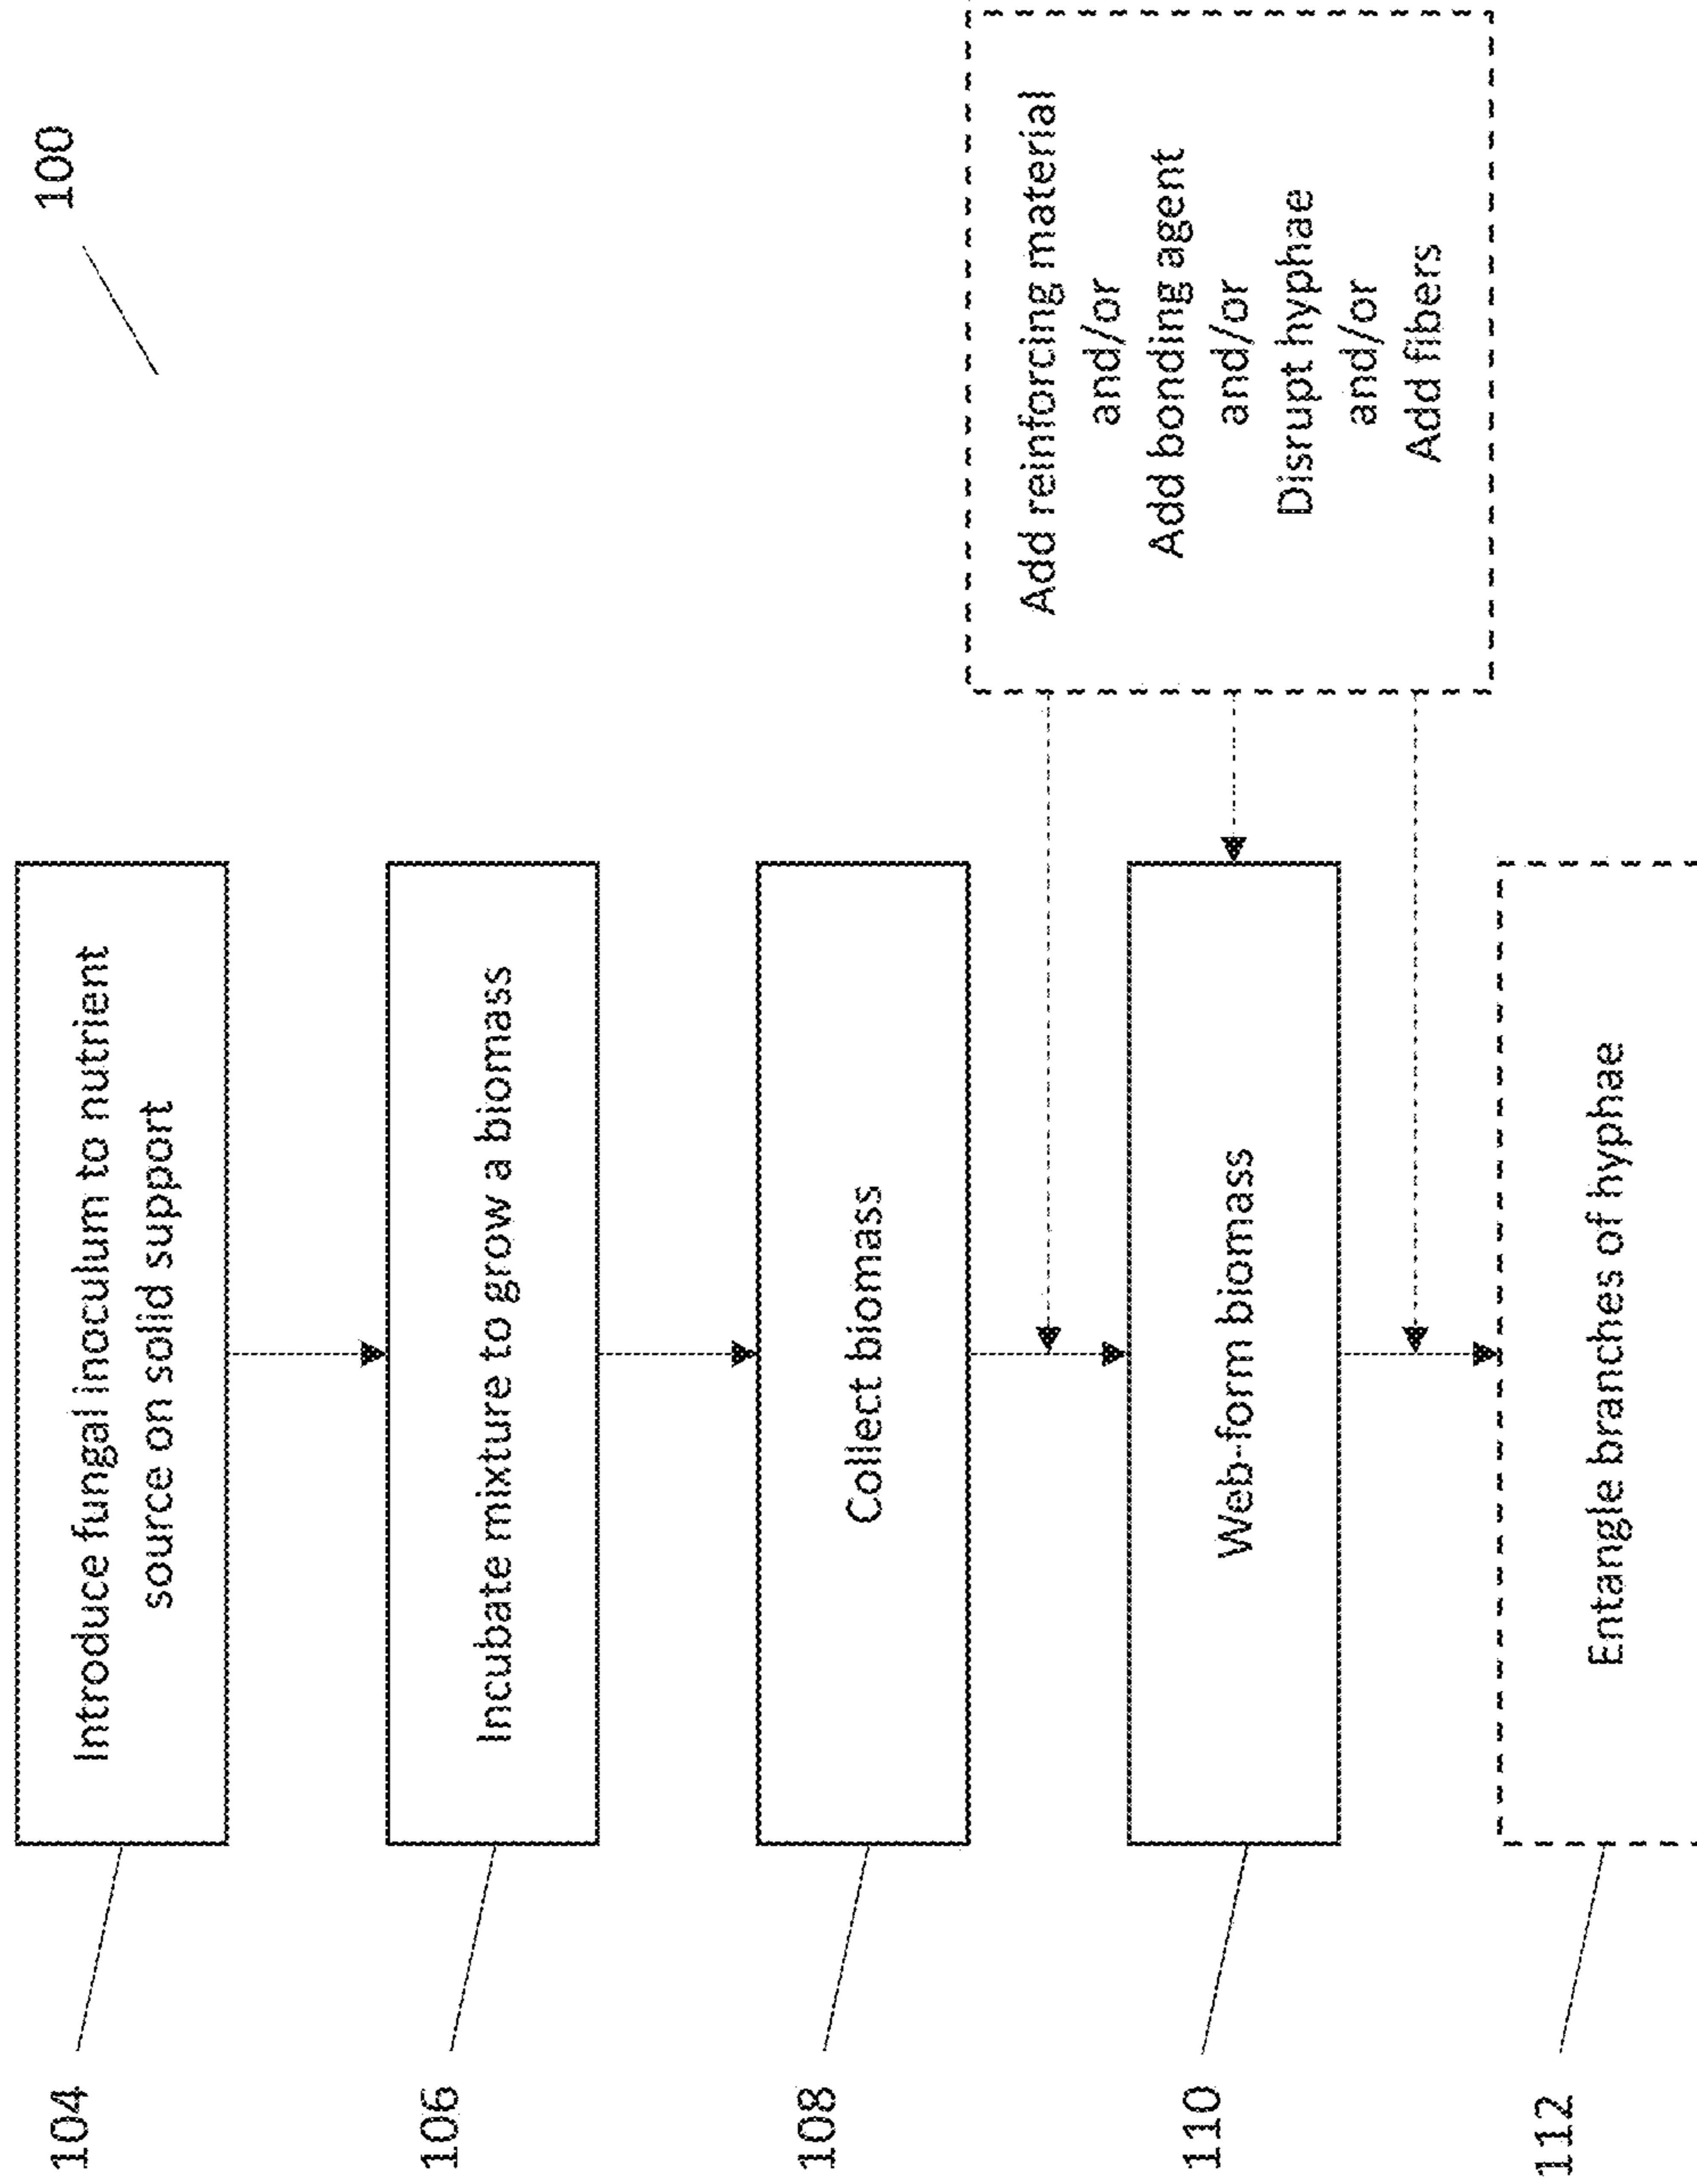 100
104
Introduce fungal inoculum to nutrient
source on solid support
106
Incubate mixture to grow a biomass
108
Collect biomass
Add reinforcing material
and/or
Add bonding agent
and/or
Disrupt hyphae
and/or
Add fibers
110
Web-form biomass
112
Entangle branches of hyphae